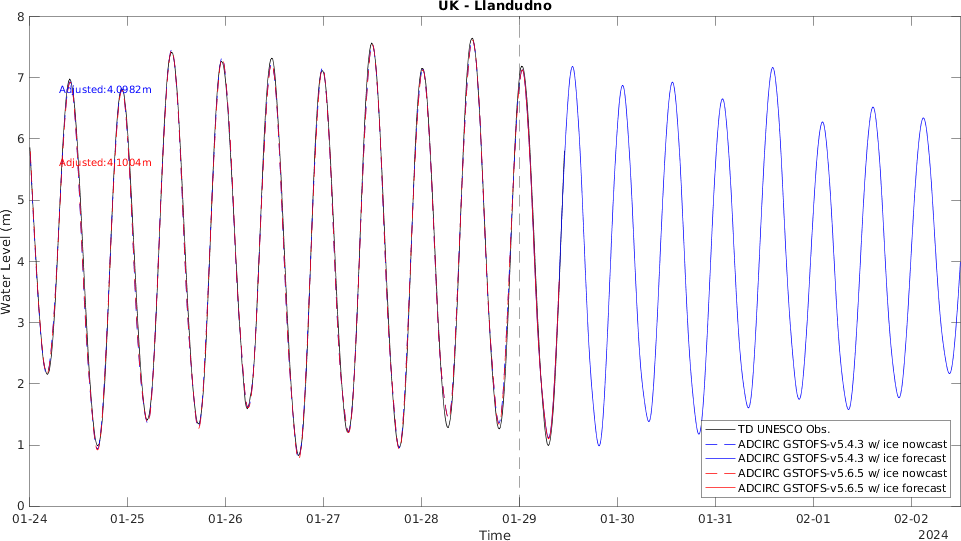 UK - Llandudno
8
7
6
5
4
3
2
1
0
Water Level (m)
Adjusted:4.0982m
Adjusted:4.1004m
TD UNESCO Obs.
ADCIRC GSTOFS-v5.4.3 w/ ice nowcast
ADCIRC GSTOFS-v5.4.3 w/ ice forecast
ADCIRC GSTOFS-v5.6.5 w/ ice nowcast
ADCIRC GSTOFS-v5.6.5 w/ ice forecast
01-24 01-25 01-26 01-27 01-28 01-29 01-30 01-31 02-01 02-02
Time
2024